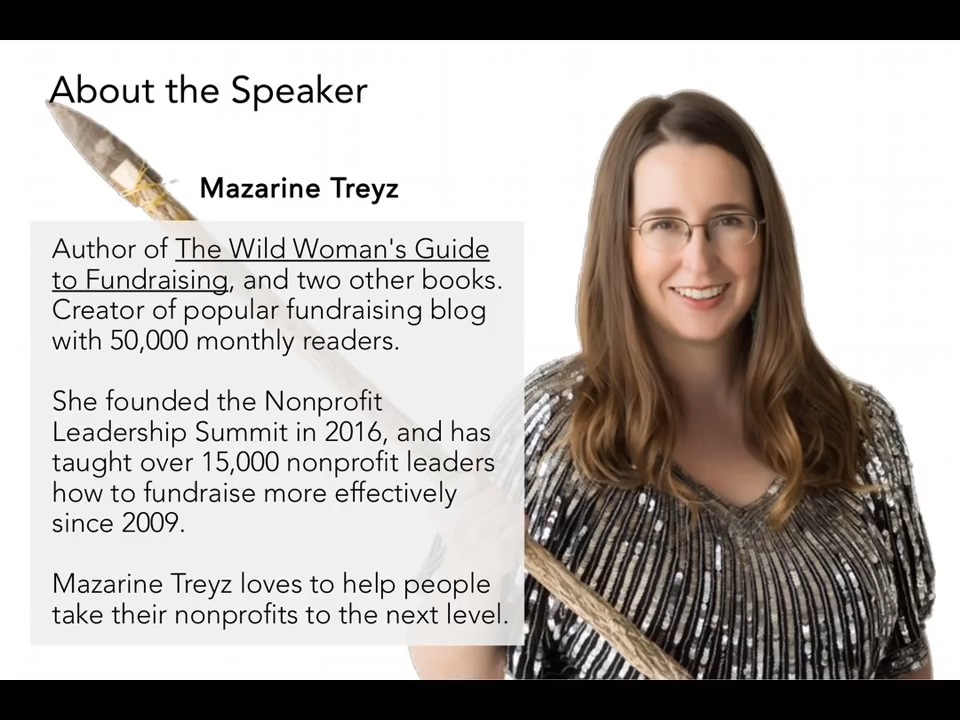 About the Speaker
Mazarine Treyz
Author of The Wild Woman's Guide
to Fundraising, and two other books.
Creator of popular fundraising blog
with 50,000 monthly readers.
She founded the Nonprofit
Leadership Summit in 2016, and has
taught over 15,000 nonprofit leaders
how to fundraise more effectively
since 2009.
Mazarine Treyz loves to help people
take their nonprofits to the next level.